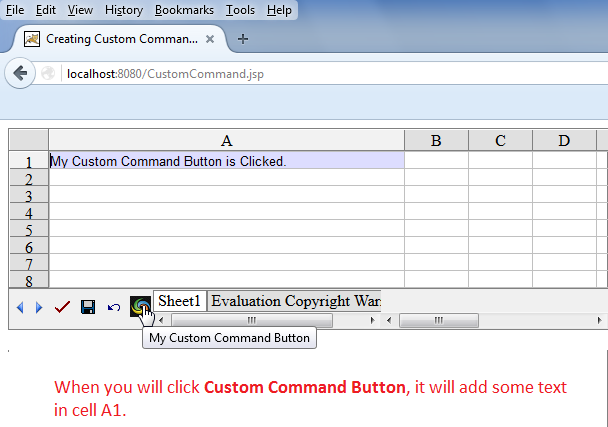 File Edit View History Bookmarks Tools Help
Creating Custom Comman... × +
localhost:8080/CustomCommand.jsp
A B C D
1 My Custom Command Button is Clicked.
2
3
4
5
6
7
8
Sheet1 Evaluation Copyright War
My Custom Command Button
When you will click Custom Command Button, it will add some text
in cell A1.